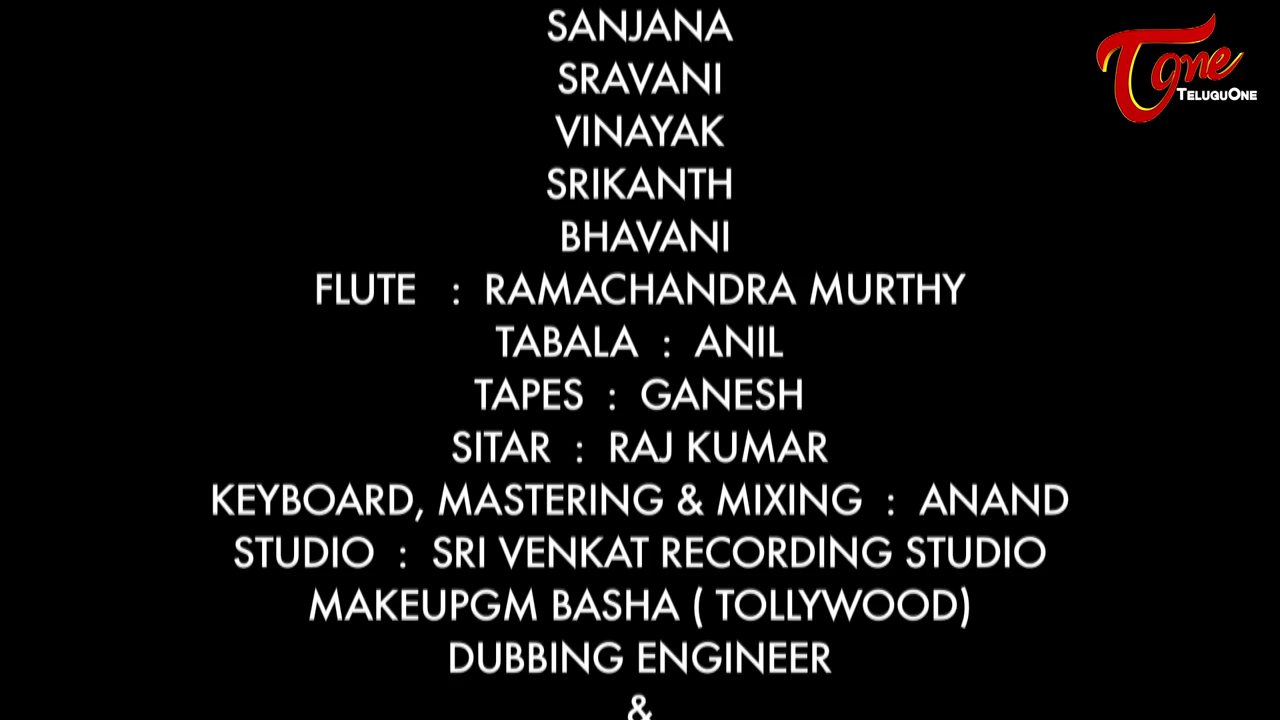 SANJANA
SRAVANI
VINAYAK
SRIKANTH
BHAVANI
FLUTE : RAMACHANDRA MURTHY
TABALA : ANIL
TAPES : GANESH
SITAR : RAJ KUMAR
KEYBOARD, MASTERING & MIXING : ANAND
STUDIO : SRI VENKAT RECORDING STUDIO
MAKEUPGM BASHA ( TOLLYWOOD)
DUBBING ENGINEER
&
Tone
TELUGUONE